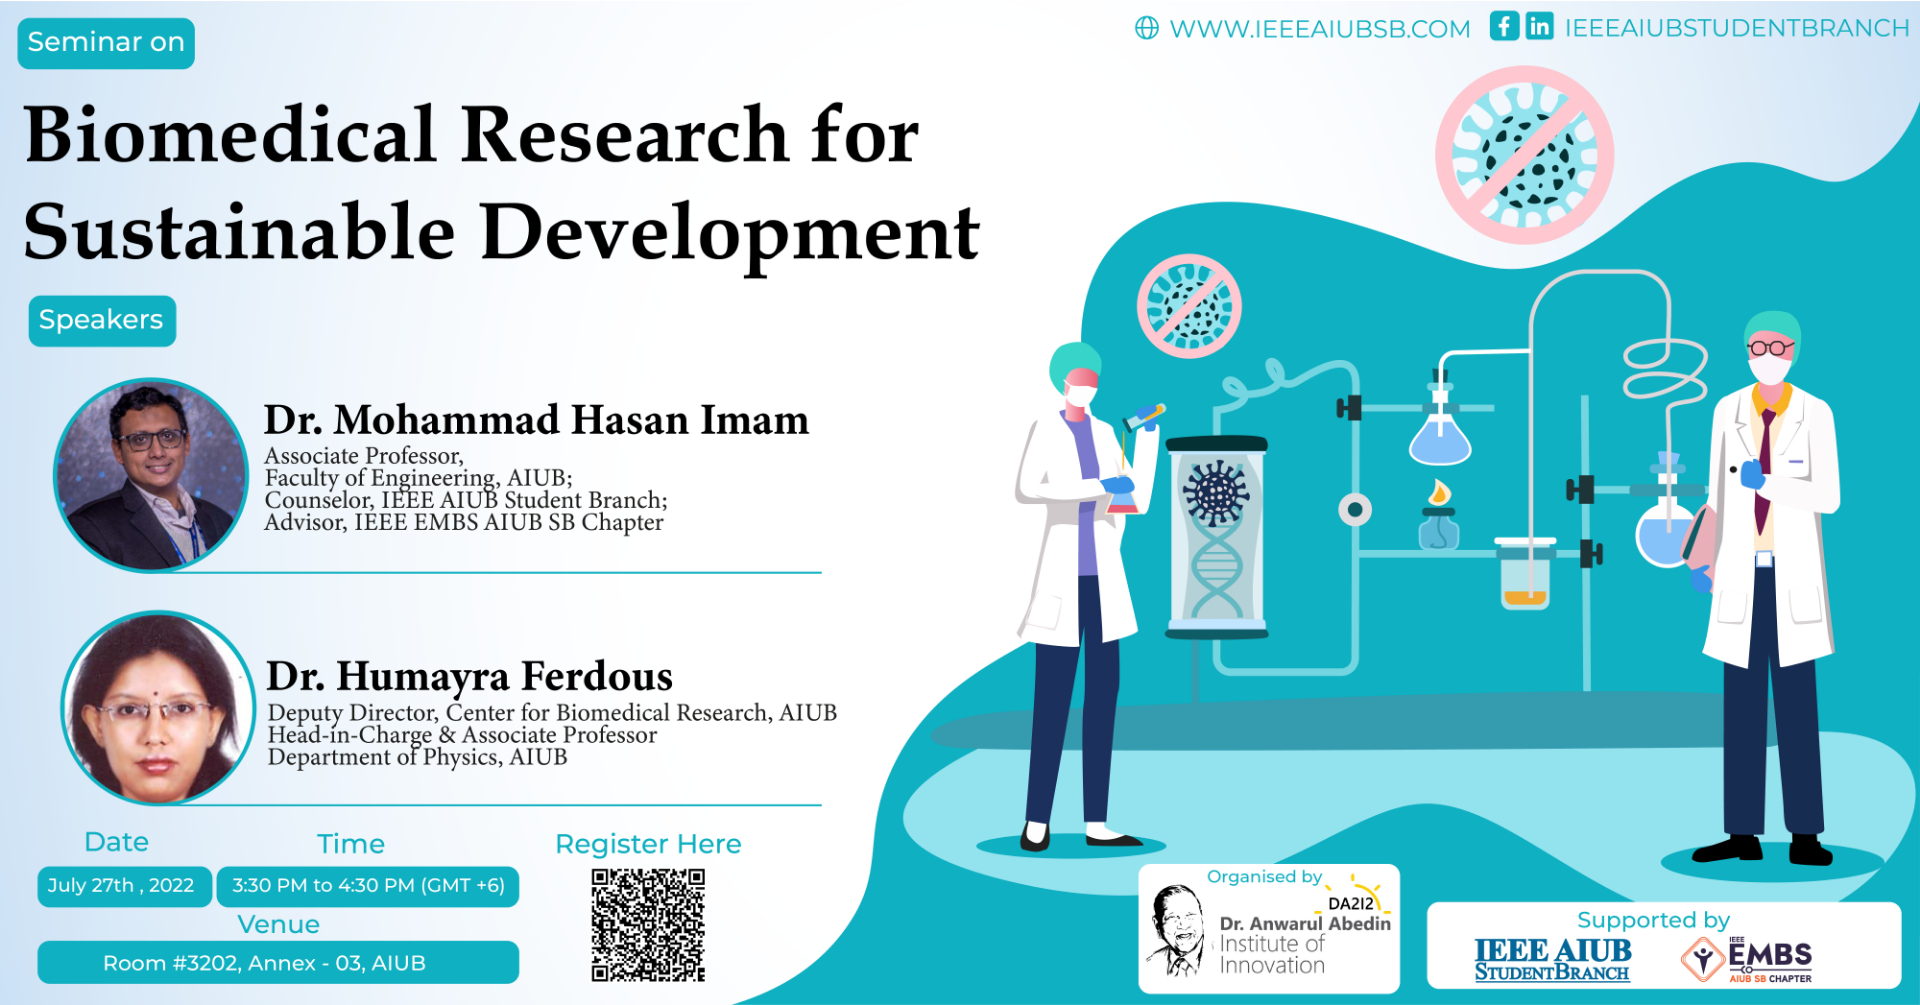 Seminar on
WWW.IEEEAIUBSB.COM
IEEEAIUBSTUDENTBRANCH
Biomedical Research for
Sustainable Development
Speakers
Dr. Mohammad Hasan Imam
Associate Professor,
Faculty of Engineering, AIUB;
Counselor, IEEE AIUB Student Branch;
Advisor, IEEE EMBS AIUB SB Chapter
Dr. Humayra Ferdous
Deputy Director, Center for Biomedical Research, AIUB
Head-in-Charge & Associate Professor
Department of Physics, AIUB
Date
July 27th , 2022
Time
3:30 PM to 4:30 PM (GMT +6)
Venue
Room #3202, Annex - 03, AIUB
Register Here
Organised by
DA2I2
Dr. Anwarul Abedin
Institute of
Innovation
Supported by
IEEE AIUB
STUDENT BRANCH
IEEE
EMBS
AIUB SB CHAPTER